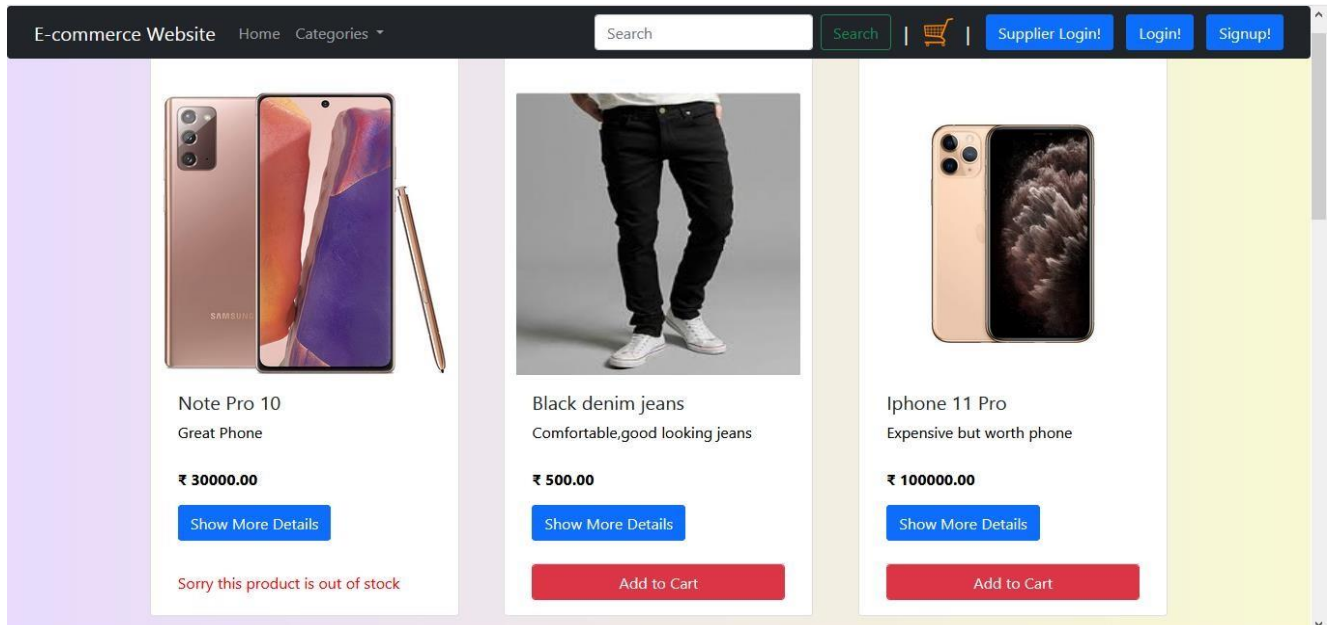 E-commerce Website Home Categories Search Search | | Supplier Login! Login! Signup!
SAMSUNG
Note Pro 10
Great Phone
₹ 30000.00
Show More Details
Sorry this product is out of stock
Black denim jeans
Comfortable,good looking jeans
₹ 500.00
Show More Details
Add to Cart
Iphone 11 Pro
Expensive but worth phone
₹ 100000.00
Show More Details
Add to Cart